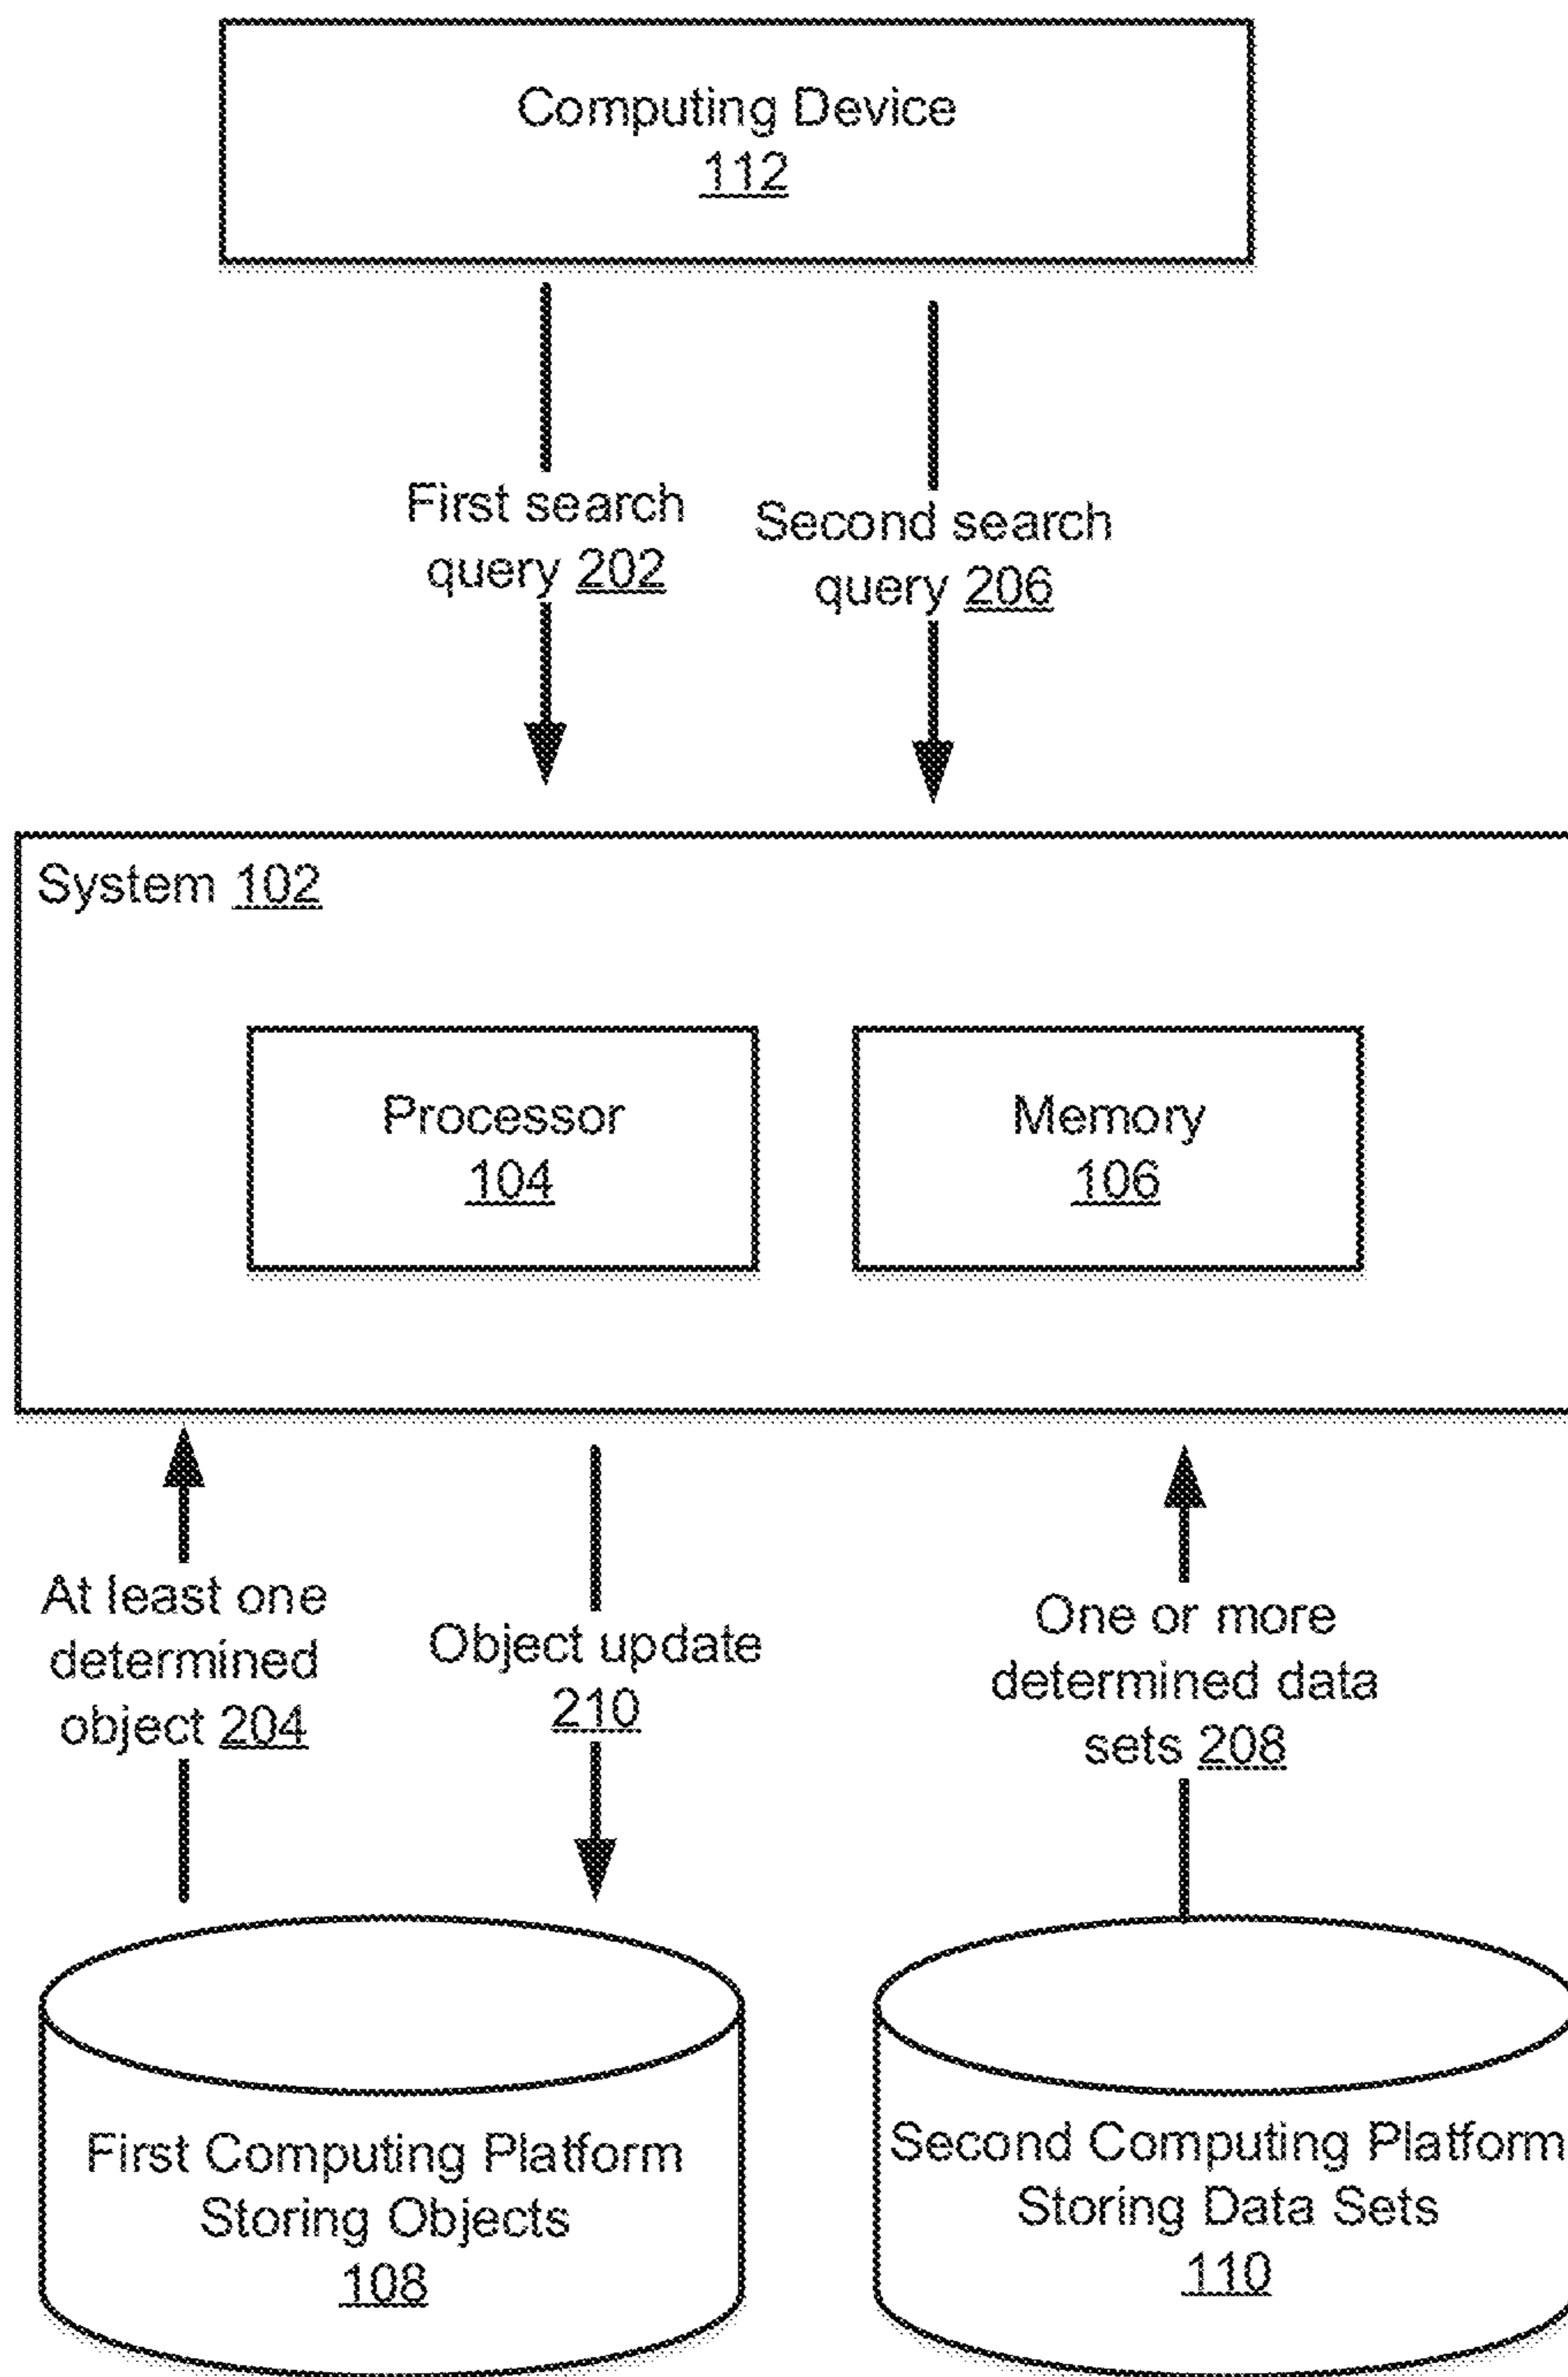 Computing Device
112
First search
query 202
Second search
query 206
System 102
Processor
104
Memory
106
At least one
determined
object 204
Object update
210
One or more
determined data
sets 208
First Computing Platform
Storing Objects
108
Second Computing Platform
Storing Data Sets
110